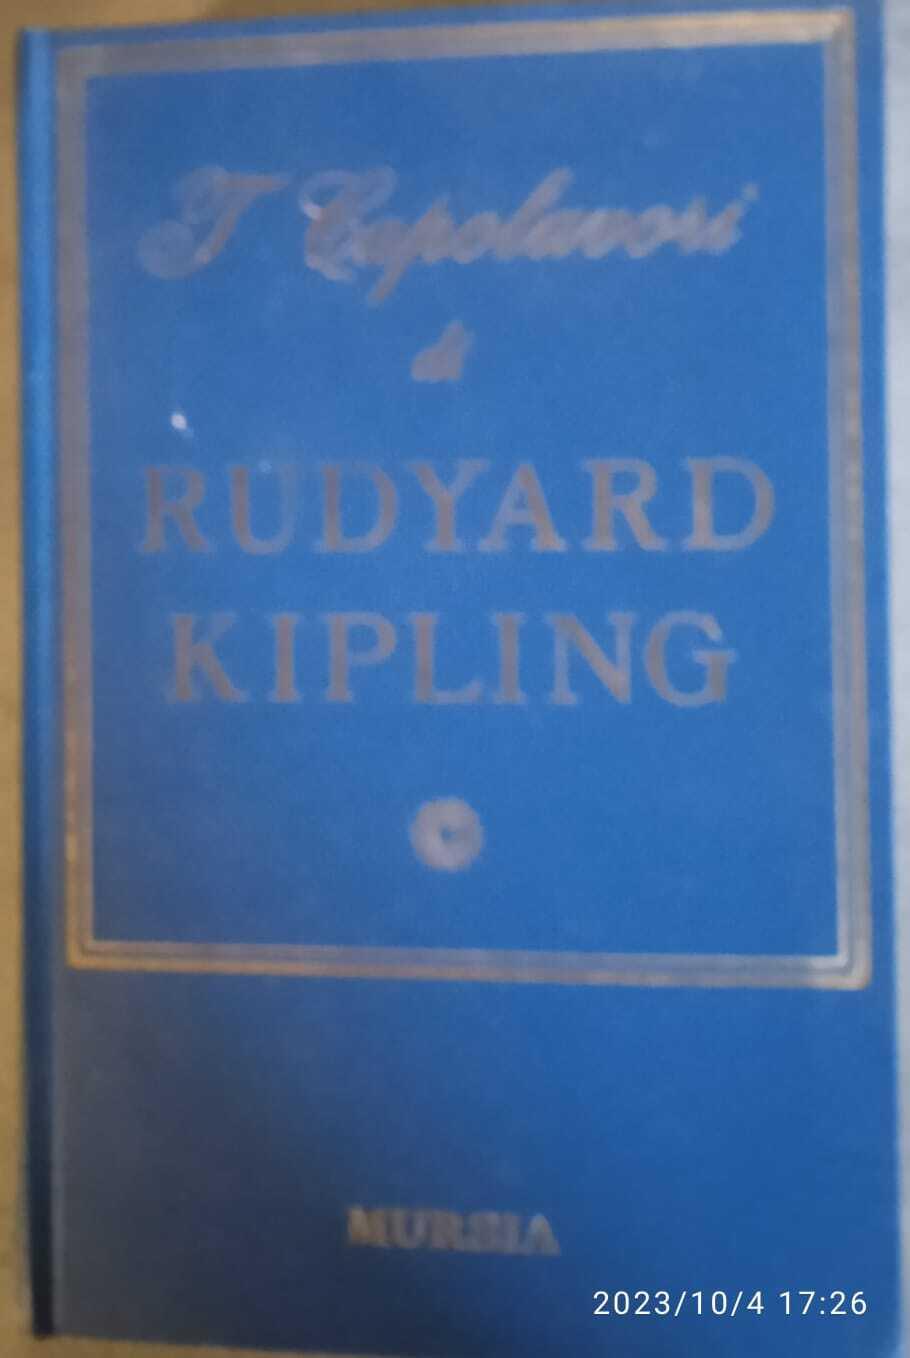 I Capolavori
di
RUDYARD
KIPLING
MURSIA
2023/10/4 17:26